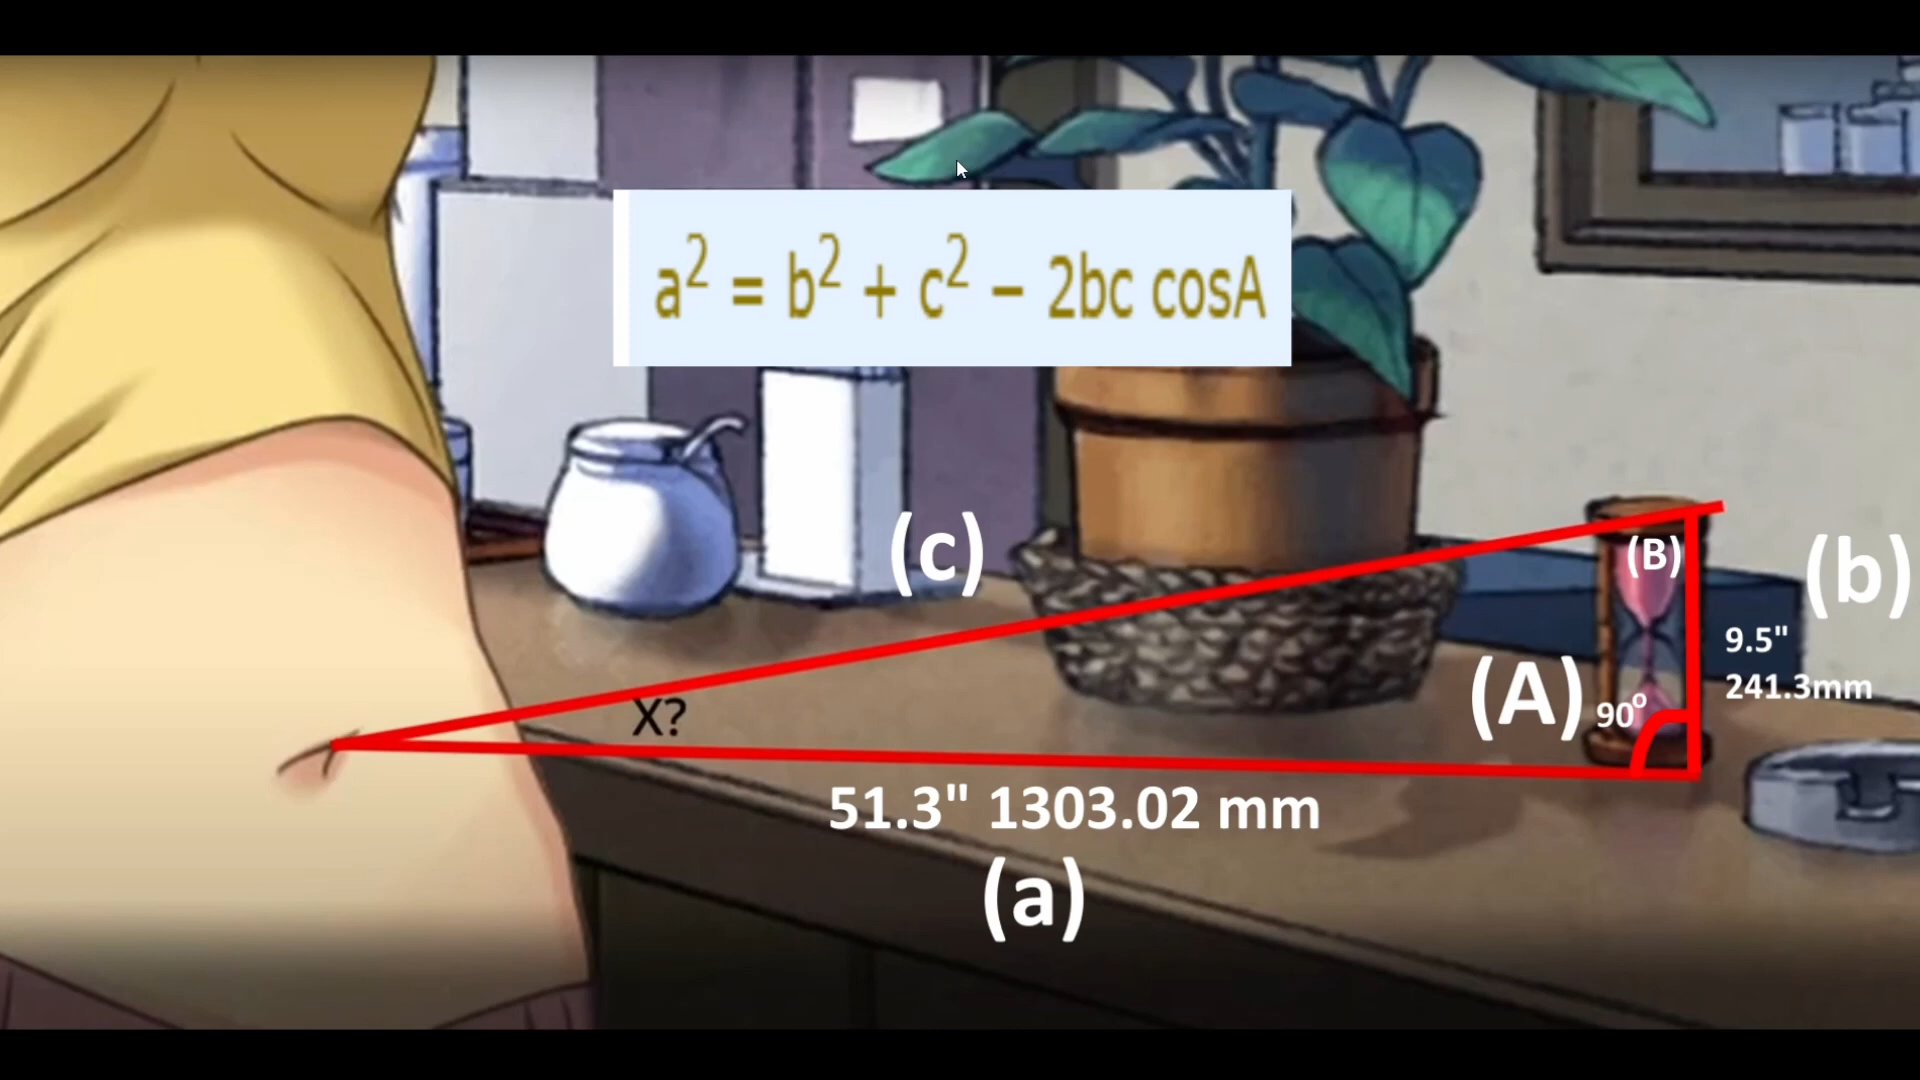 a² = b² + c² − 2bc cosA
(c)
(B)
(b)
9.5"
241.3mm
(A)
90°
X?
51.3" 1303.02 mm
(a)